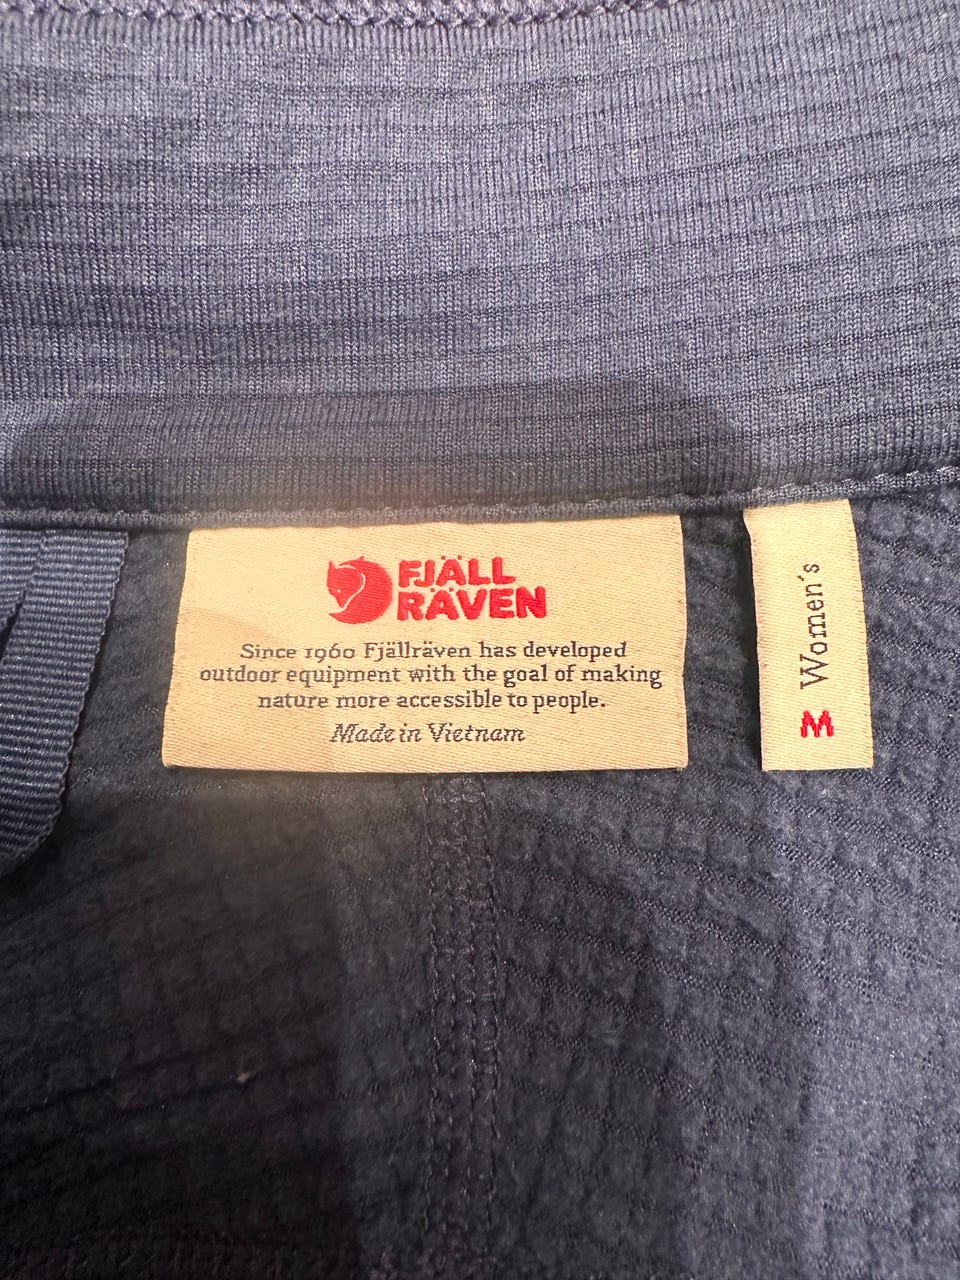 FJÄLL
RÄVEN
Since 1960 Fjällräven has developed
outdoor equipment with the goal of making
nature more accessible to people.
Made in Vietnam
Women's
M